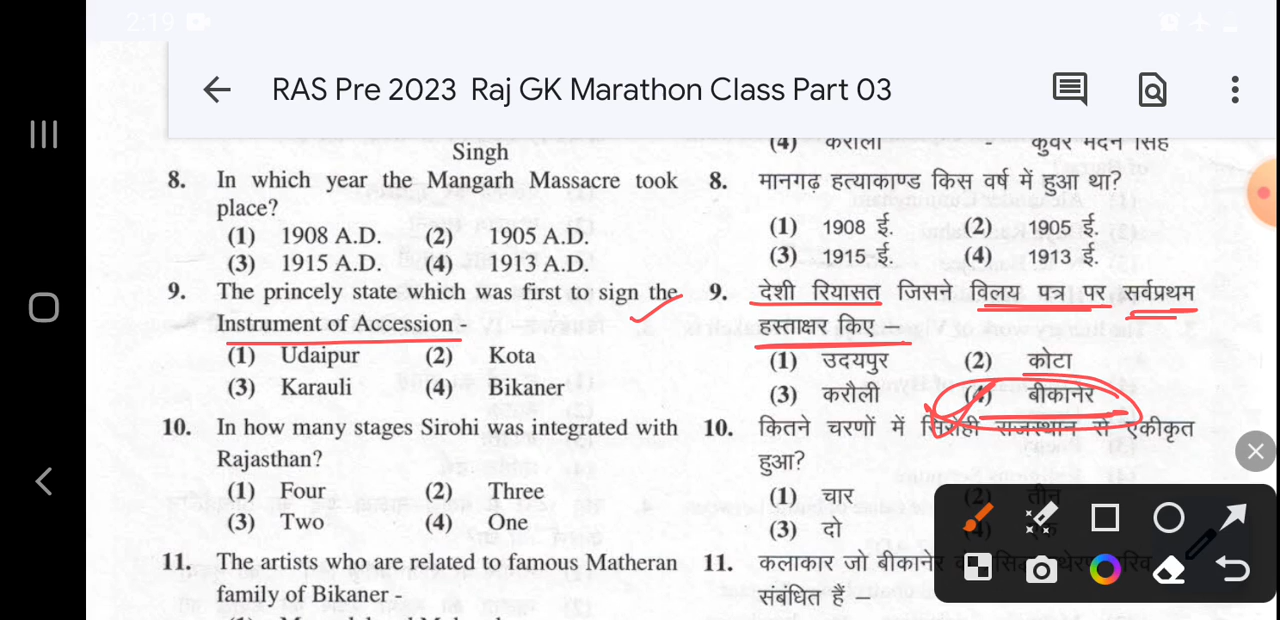 2:19
RAS Pre 2023 Raj GK Marathon Class Part 03
Singh
8. In which year the Mangarh Massacre took
place?
(1) 1908 A.D. (2) 1905 A.D.
(3) 1915 A.D. (4) 1913 A.D.
9. The princely state which was first to sign the
Instrument of Accession -
(1) Udaipur (2) Kota
(3) Karauli (4) Bikaner
10. In how many stages Sirohi was integrated with
Rajasthan?
(1) Four (2) Three
(3) Two (4) One
11. The artists who are related to famous Matheran
family of Bikaner -
(4) करौली - कुंवर मदन सिंह
8. मानगढ़ हत्याकाण्ड किस वर्ष में हुआ था?
(1) 1908 ई. (2) 1905 ई.
(3) 1915 ई. (4) 1913 ई.
9. देशी रियासत जिसने विलय पत्र पर सर्वप्रथम
हस्ताक्षर किए –
(1) उदयपुर (2) कोटा
(3) करौली (4) बीकानेर
10. कितने चरणों में सिरोही राजस्थान से एकीकृत
हुआ?
(1) चार (2) तीन
(3) दो (4)
11. कलाकार जो बीकानेर
संबंधित हैं –